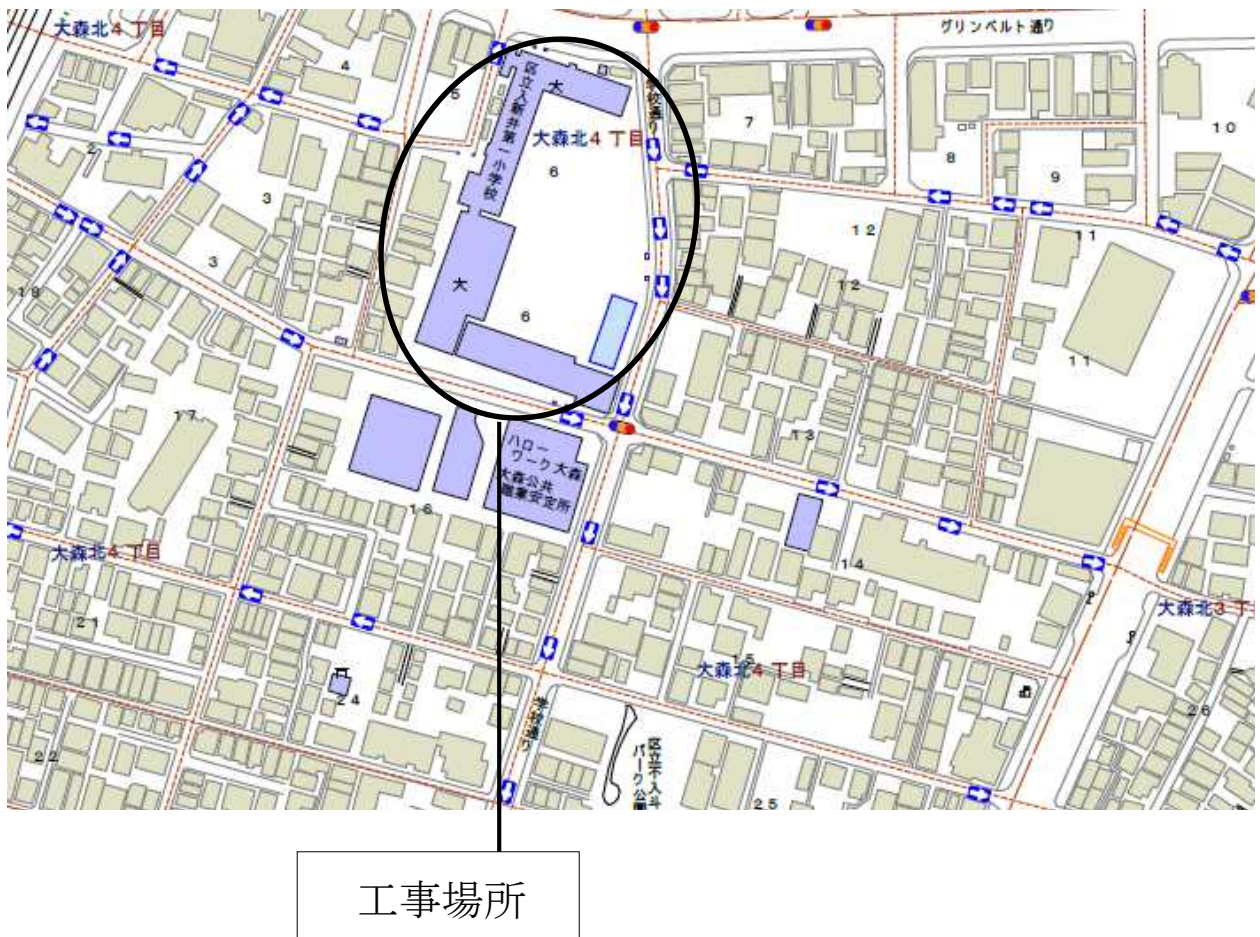 大森北4丁目
グリンベルト通り
4
5
区立入新井第一小学校
大
学校通り
7
10
大森北4丁目
8
2
6
9
3
3
12
11
18
12
大
6
11
17
13
ハロー
ワーク大森
大森公共
職業安定所
16
14
大森北4丁目
大森北3丁
21
15
大森北4丁目
24
26
学校通り
22
区立不入斗
パーク公園
25
工事場所